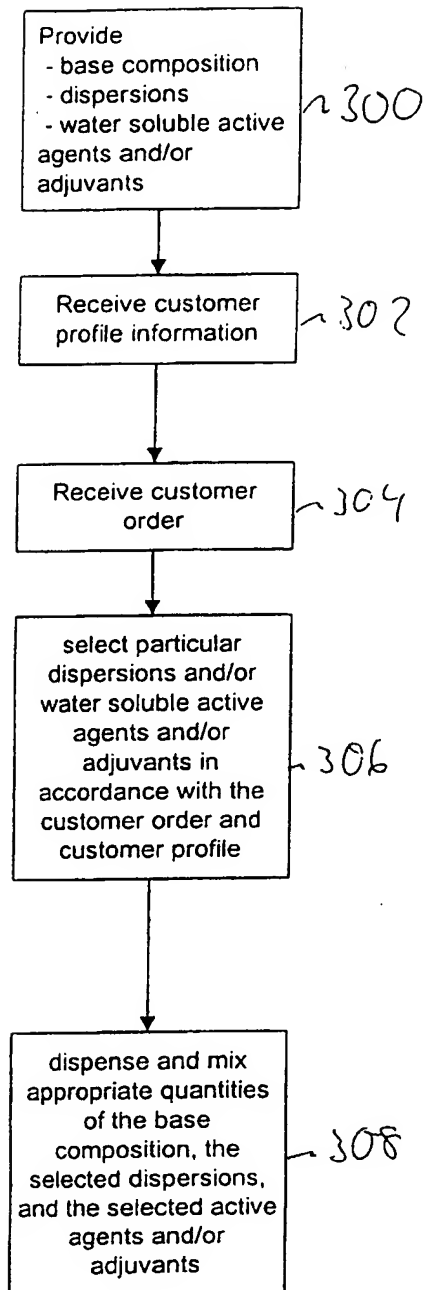 Provide
- base composition
- dispersions
- water soluble active
agents and/or
adjuvants
300
Receive customer
profile information
302
Receive customer
order
304
select particular
dispersions and/or
water soluble active
agents and/or
adjuvants in
accordance with the
customer order and
customer profile
306
dispense and mix
appropriate quantities
of the base
composition, the
selected dispersions,
and the selected active
agents and/or
adjuvants
308